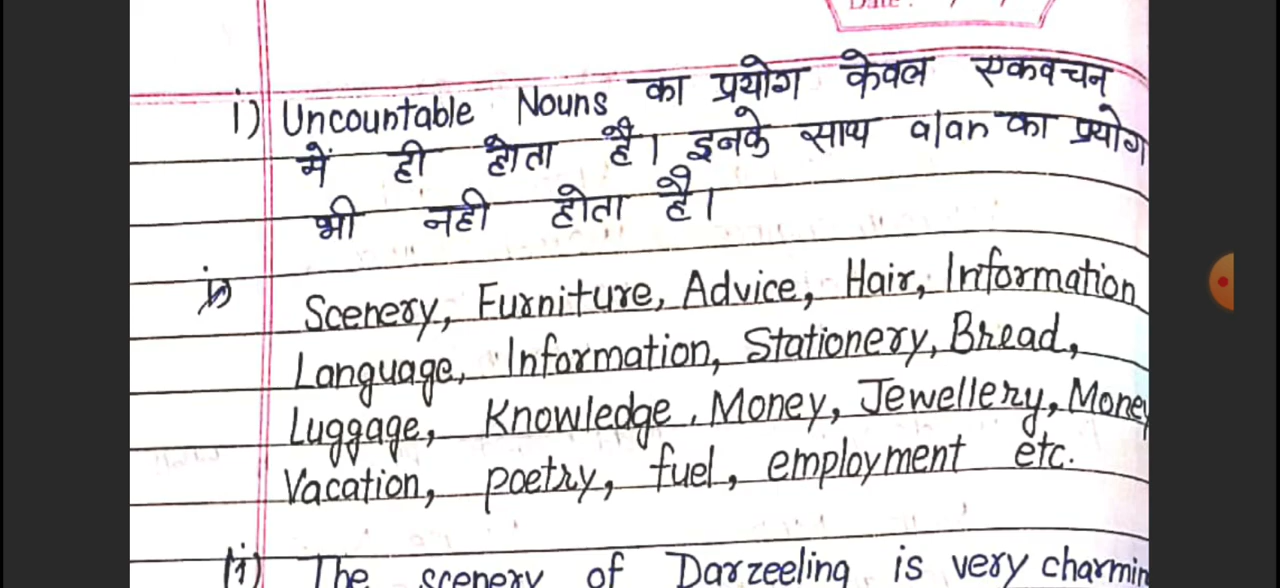 Date :
i) Uncountable Nouns का प्रयोग केवल एकवचन
में ही होता है। इनके साथ a/an का प्रयोग
भी नही होता है।
Scenery, Furniture, Advice, Hair, Information
Language, Information, Stationery, Bread,
Luggage, Knowledge, Money, Jewellery, Money
Vacation, poetry, fuel, employment etc.
(i) The scenery of Darzeeling is very charmin